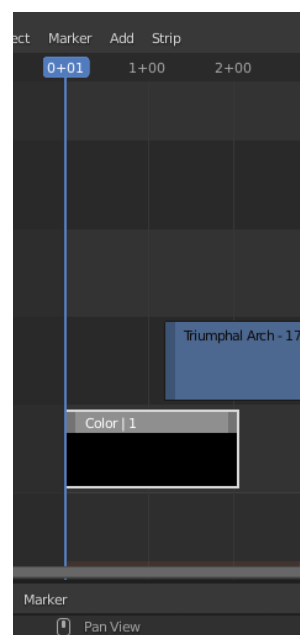 ect Marker Add Strip
0+01 1+00 2+00
Triumphal Arch - 17
Color | 1
Marker
Pan View